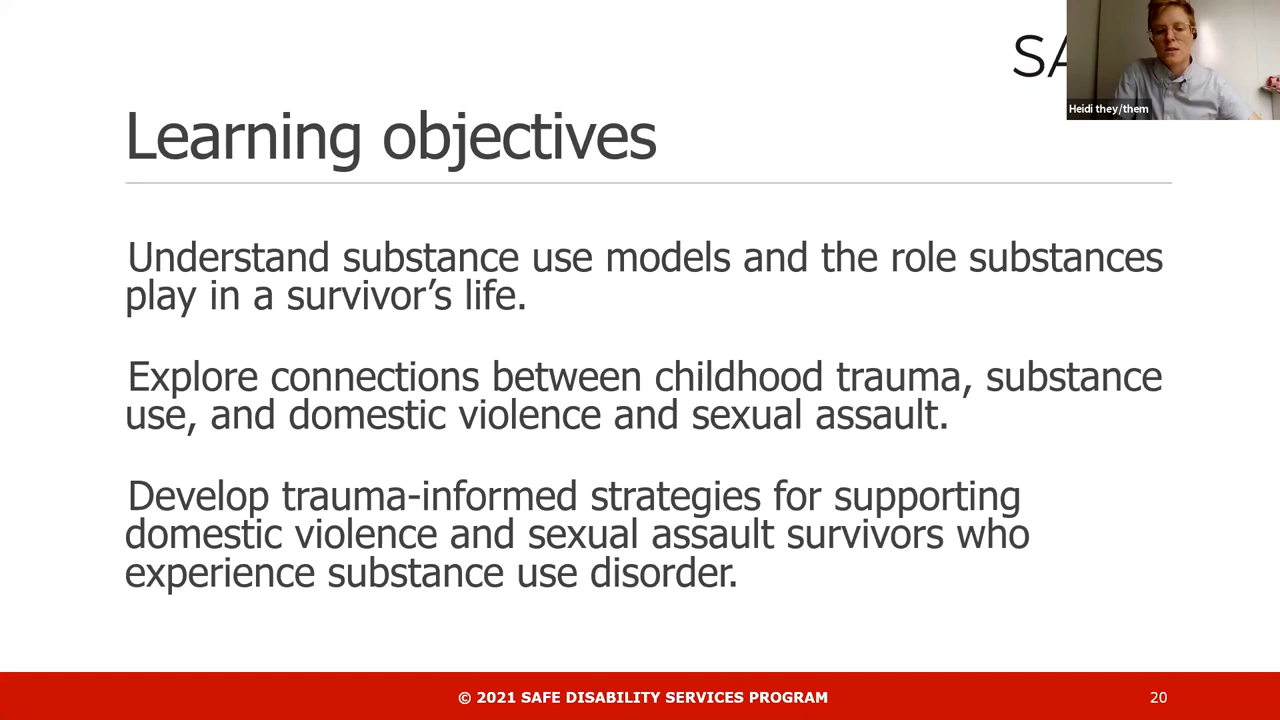 SA
Heidi they/them
Learning objectives
Understand substance use models and the role substances
play in a survivor’s life.
Explore connections between childhood trauma, substance
use, and domestic violence and sexual assault.
Develop trauma-informed strategies for supporting
domestic violence and sexual assault survivors who
experience substance use disorder.
© 2021 SAFE DISABILITY SERVICES PROGRAM
20